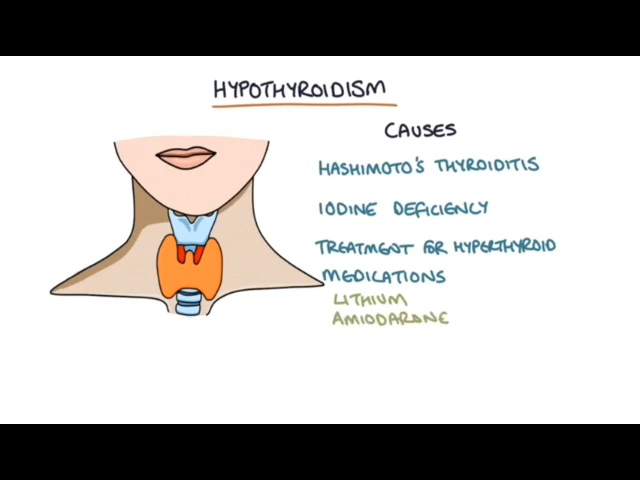 HYPOTHYROIDISM
CAUSES
HASHIMOTO'S THYROIDITIS
IODINE DEFICIENCY
TREATMENT FOR HYPERTHYROID
MEDICATIONS
LITHIUM
AMIODARONE